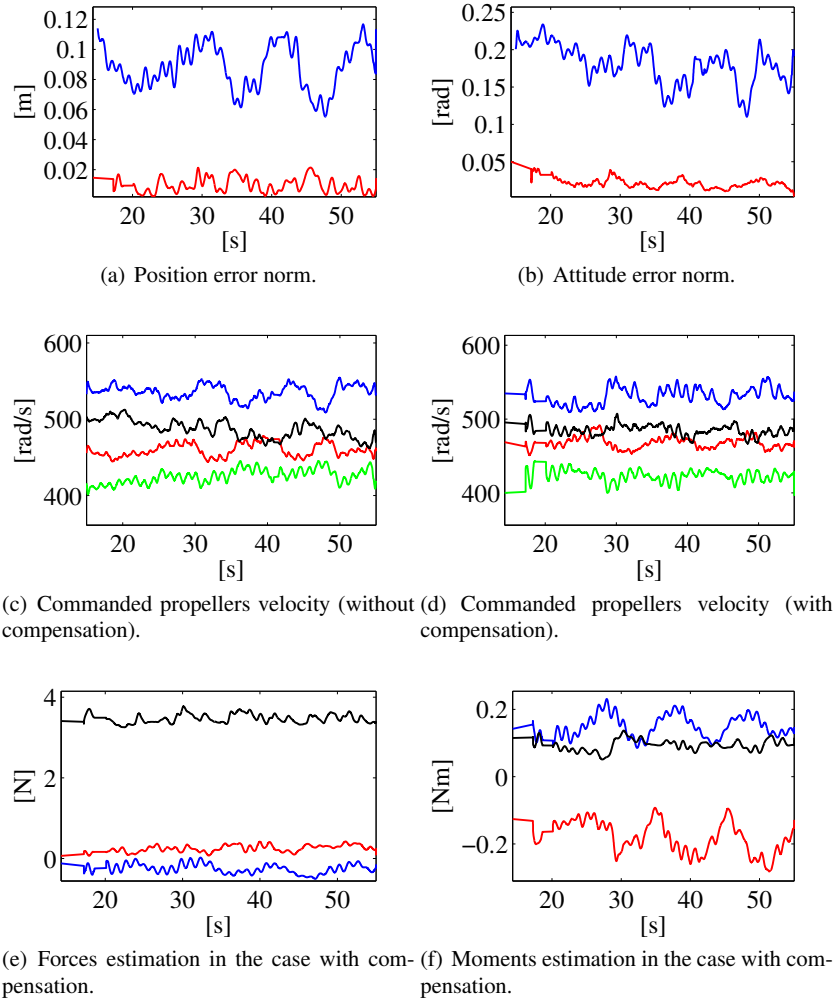 0.12
0.1
0.08
0.06
0.04
0.02
[m]
20 30 40 50
[s]
(a) Position error norm.
0.25
0.2
0.15
0.1
0.05
[rad]
20 30 40 50
[s]
(b) Attitude error norm.
600
500
400
[rad/s]
20 30 40 50
[s]
(c) Commanded propellers velocity (without
compensation).
600
500
400
[rad/s]
20 30 40 50
[s]
(d) Commanded propellers velocity (with
compensation).
4
2
0
[N]
20 30 40 50
[s]
(e) Forces estimation in the case with com-
pensation.
0.2
0
−0.2
[Nm]
20 30 40 50
[s]
(f) Moments estimation in the case with com-
pensation.